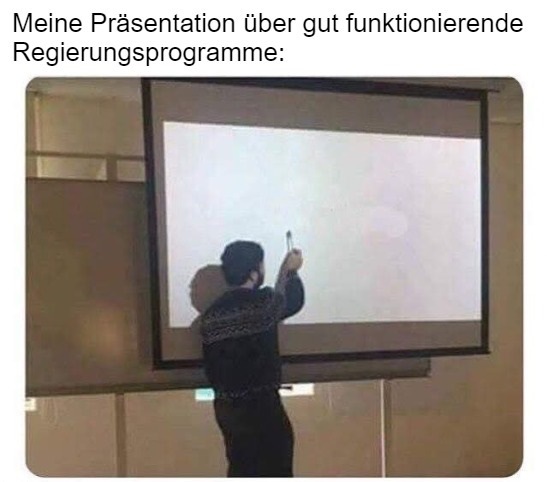 Meine Präsentation über gut funktionierende
Regierungsprogramme: